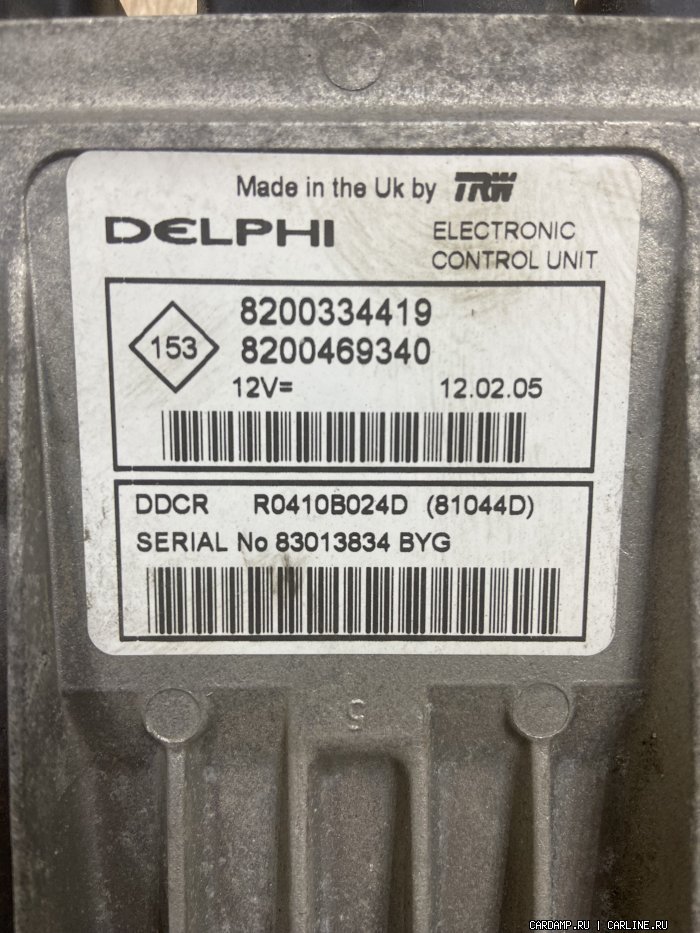 Made in the Uk by TRW
DELPHI
ELECTRONIC
CONTROL UNIT
153
8200334419
8200469340
12V= 12.02.05
DDCR R0410B024D (81044D)
SERIAL No 83013834 BYG
CARDAMP.RU | CARLINE.RU